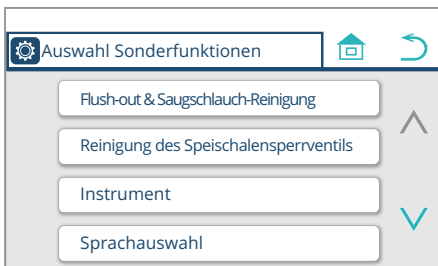 Auswahl Sonderfunktionen
Flush-out & Saugschlauch-Reinigung
Reinigung des Speischalensperrventils
Instrument
Sprachauswahl